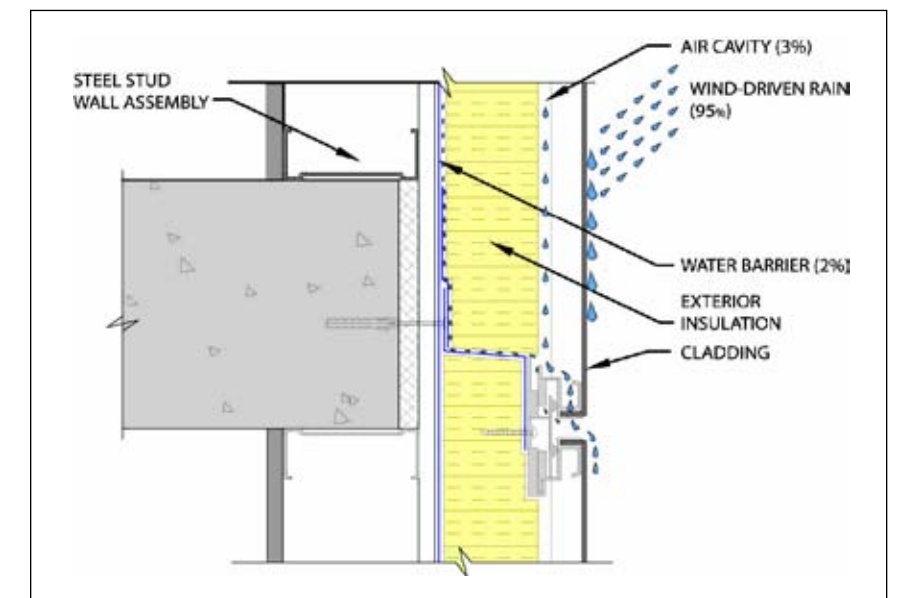 STEEL STUD
WALL ASSEMBLY
AIR CAVITY (3%)
WIND-DRIVEN RAIN
(95%)
WATER BARRIER (2%)
EXTERIOR
INSULATION
CLADDING